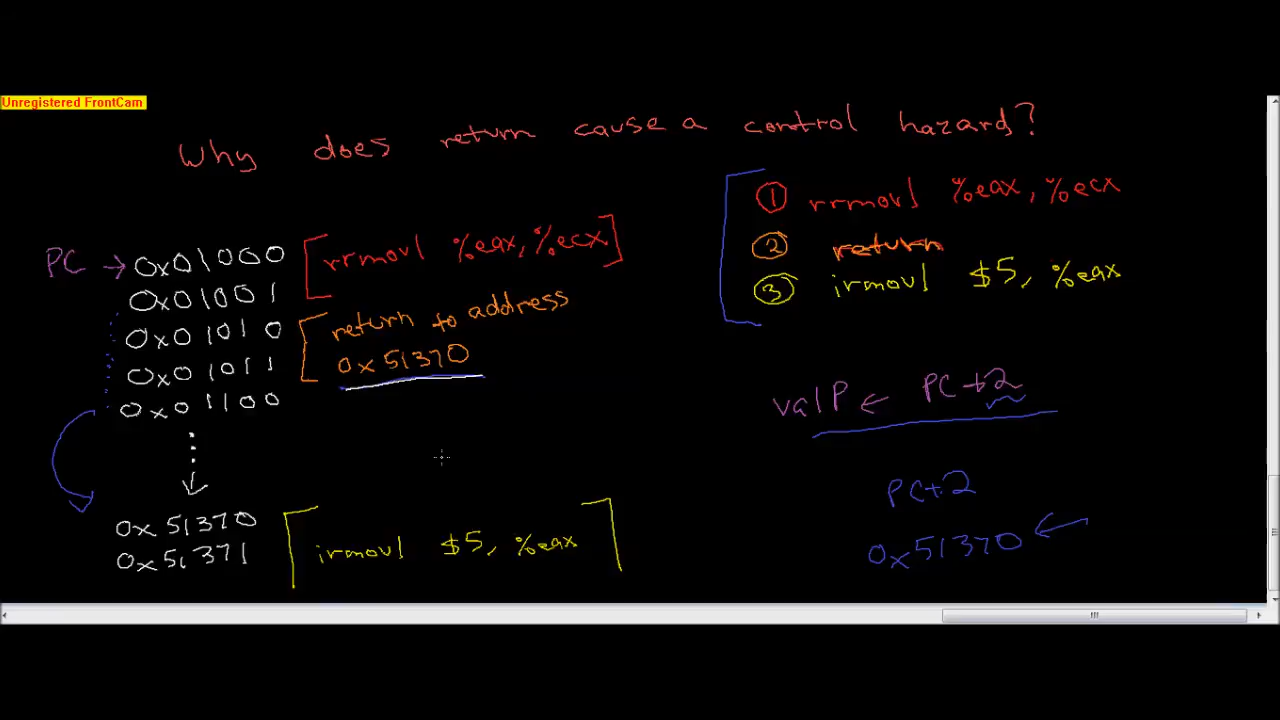 Unregistered FrontCam
Why does return cause a control hazard?
① rrmovl %eax, %ecx
② return
③ irmovl $5, %eax
PC → 0x01000
0x01001
0x01010
0x01011
0x01100
[rrmovl %eax, %ecx]
[return to address
0x51370
valP ← PC+2
PC+2
0x51370 ←
0x51370
0x51371
[irmovl $5, %eax]